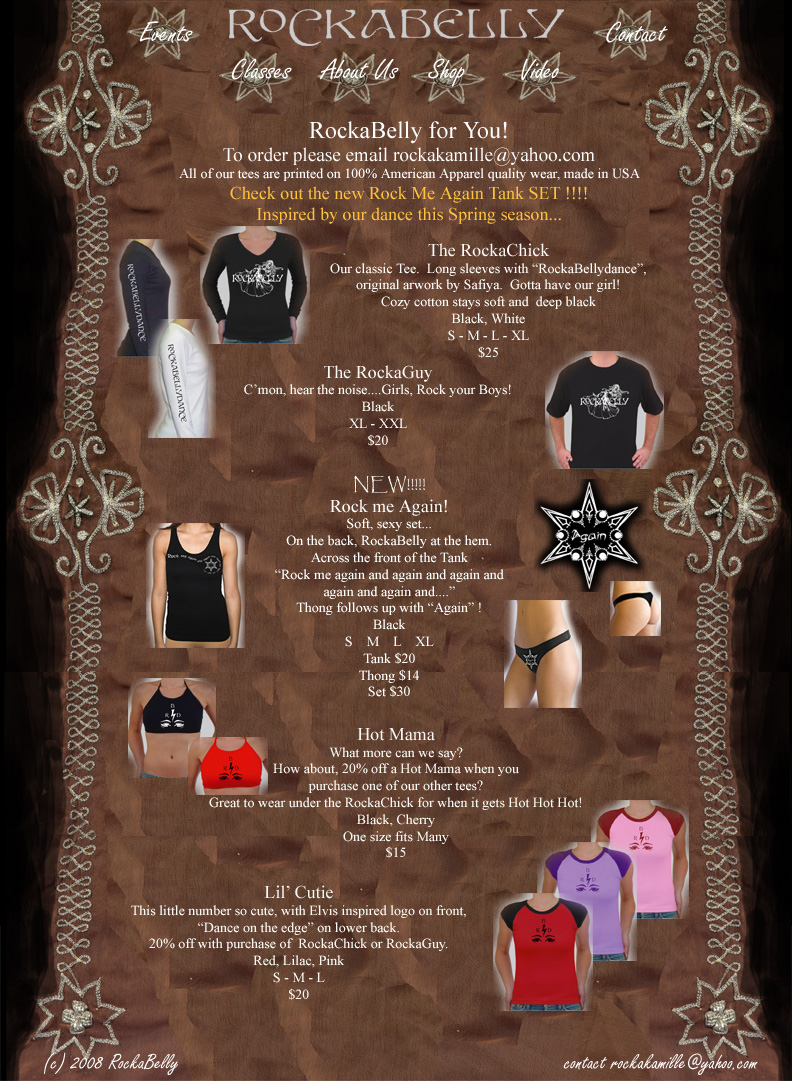 Events
ROCKABELLY
Contact
Classes
About Us
Shop
Video
RockaBelly for You!
To order please email rockakamille@yahoo.com
All of our tees are printed on 100% American Apparel quality wear, made in USA
Check out the new Rock Me Again Tank SET !!!!
Inspired by our dance this Spring season...
The RockaChick
Our classic Tee.  Long sleeves with “RockaBellydance”,
original arwork by Safiya.  Gotta have our girl!
Cozy cotton stays soft and  deep black
Black, White
S - M - L - XL
$25
ROCKABELLYDANCE
ROCKABELLY
ROCKABELLYDANCE
The RockaGuy
C’mon, hear the noise....Girls, Rock your Boys!
Black
XL - XXL
$20
ROCKABELLY
NEW!!!!!
Rock me Again!
Soft, sexy set...
On the back, RockaBelly at the hem.
Across the front of the Tank
“Rock me again and again and again and
again and again and....”
Thong follows up with “Again” !
Black
S    M    L    XL
Tank $20
Thong $14
Set $30
Again
Hot Mama
What more can we say?
How about, 20% off a Hot Mama when you
purchase one of our other tees?
Great to wear under the RockaChick for when it gets Hot Hot Hot!
Black, Cherry
One size fits Many
$15
B
R D
B
R D
Lil’ Cutie
This little number so cute, with Elvis inspired logo on front,
“Dance on the edge” on lower back.
20% off with purchase of  RockaChick or RockaGuy.
Red, Lilac, Pink
S - M - L
$20
B
R D
B
R D
B
R D
(c) 2008 RockaBelly
contact rockakamille@yahoo.com